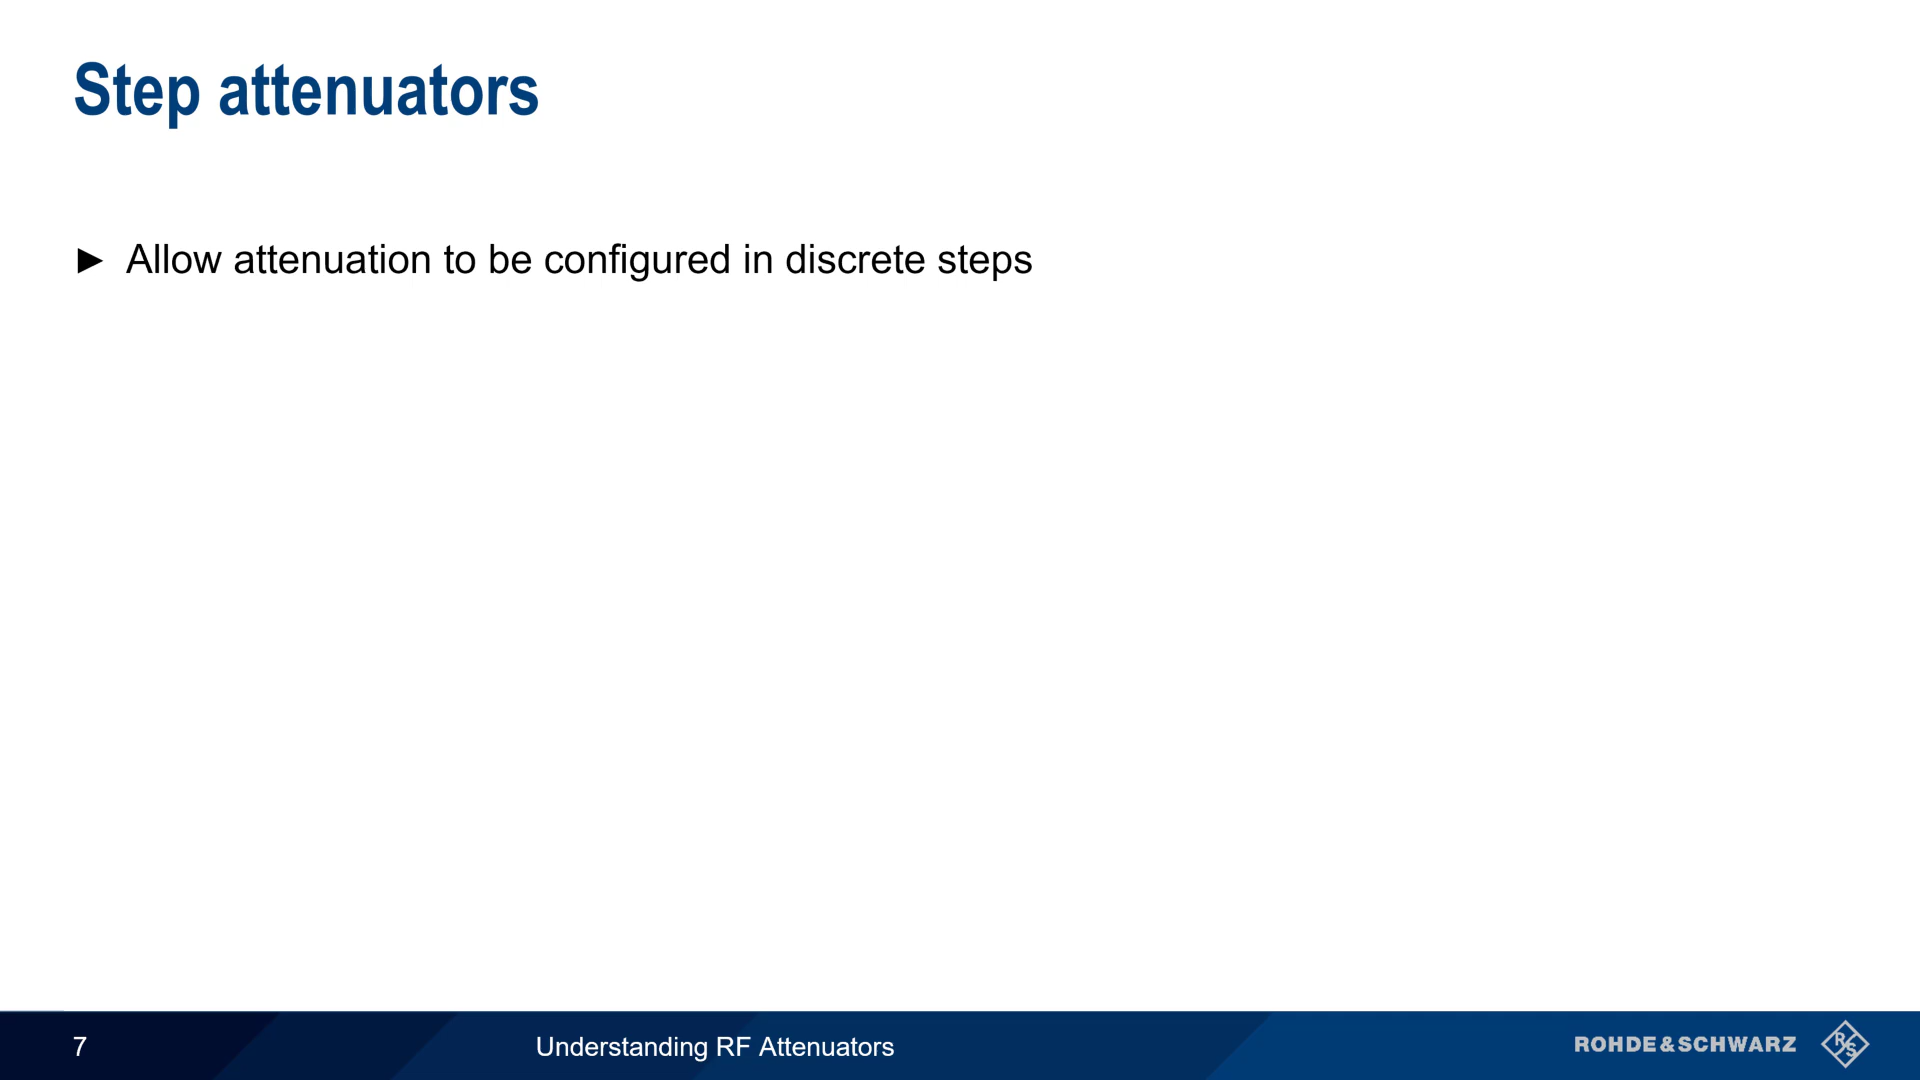 Step attenuators
► Allow attenuation to be configured in discrete steps
7
Understanding RF Attenuators
ROHDE&SCHWARZ
R&S